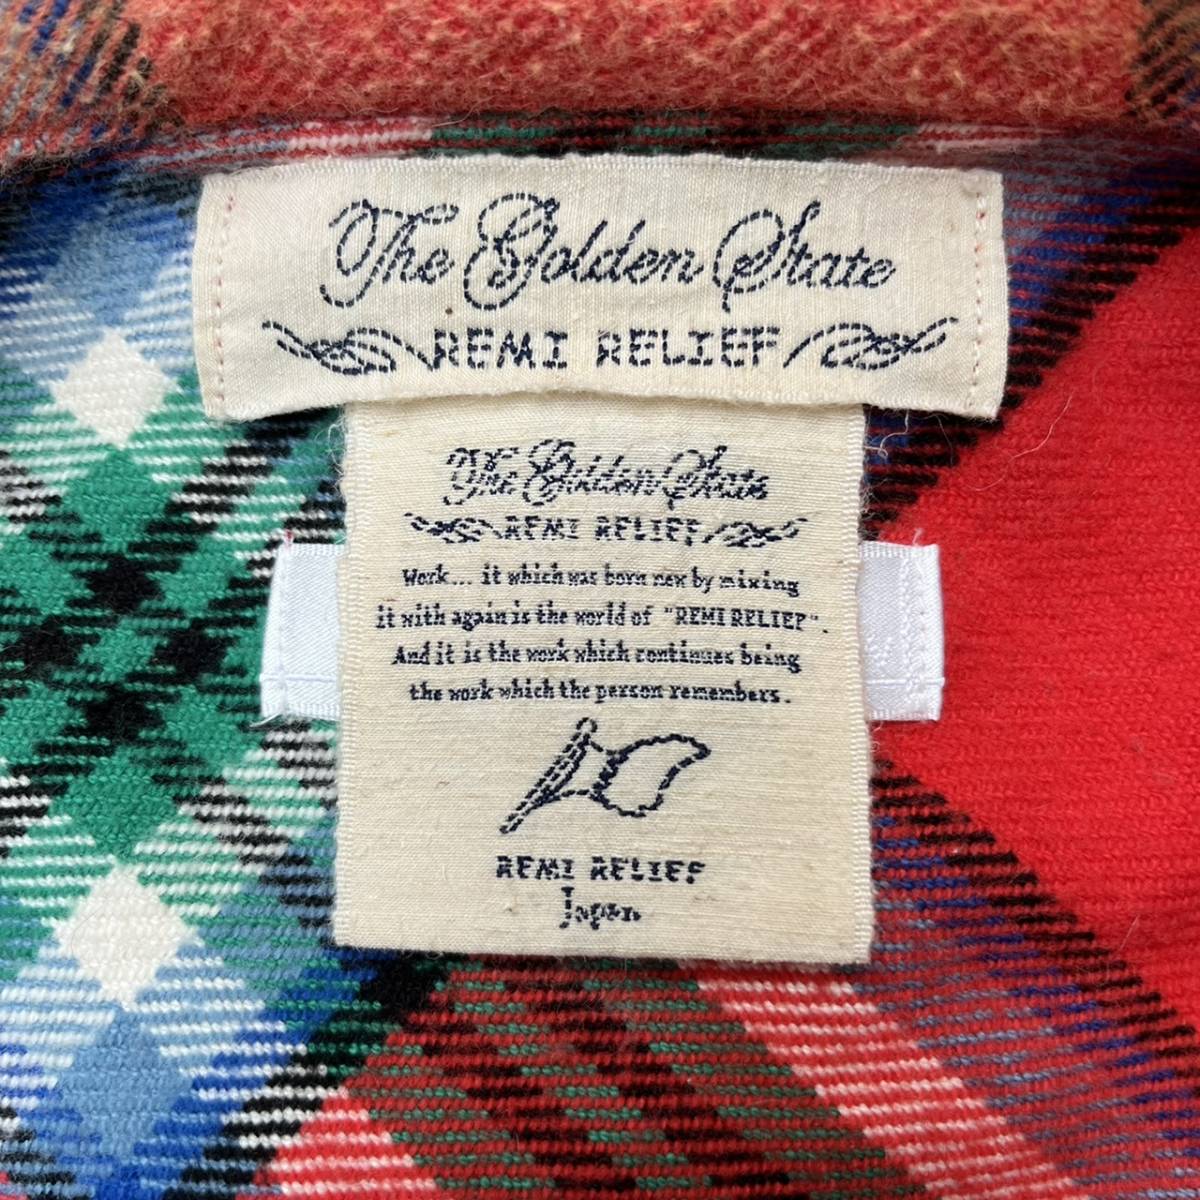 The Golden State
REMI RELIEF
The Golden State
REMI RELIEF
Work... it which was born new by mixing
it with again is the world of "REMI RELIEF".
And it is the work which continues being
the work which the person remembers.
REMI RELIEF
Japan